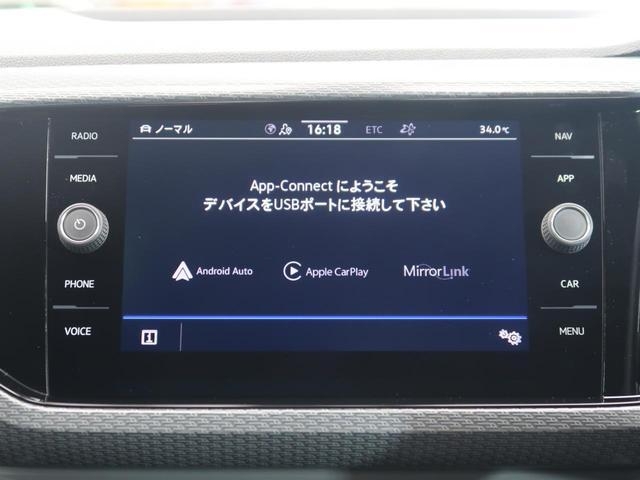 RADIO
MEDIA
PHONE
VOICE
ノーマル 16:18 ETC 34.0℃
App-Connect にようこそ
デバイスをUSBポートに接続して下さい
Android Auto Apple CarPlay MirrorLink
NAV
APP
CAR
MENU